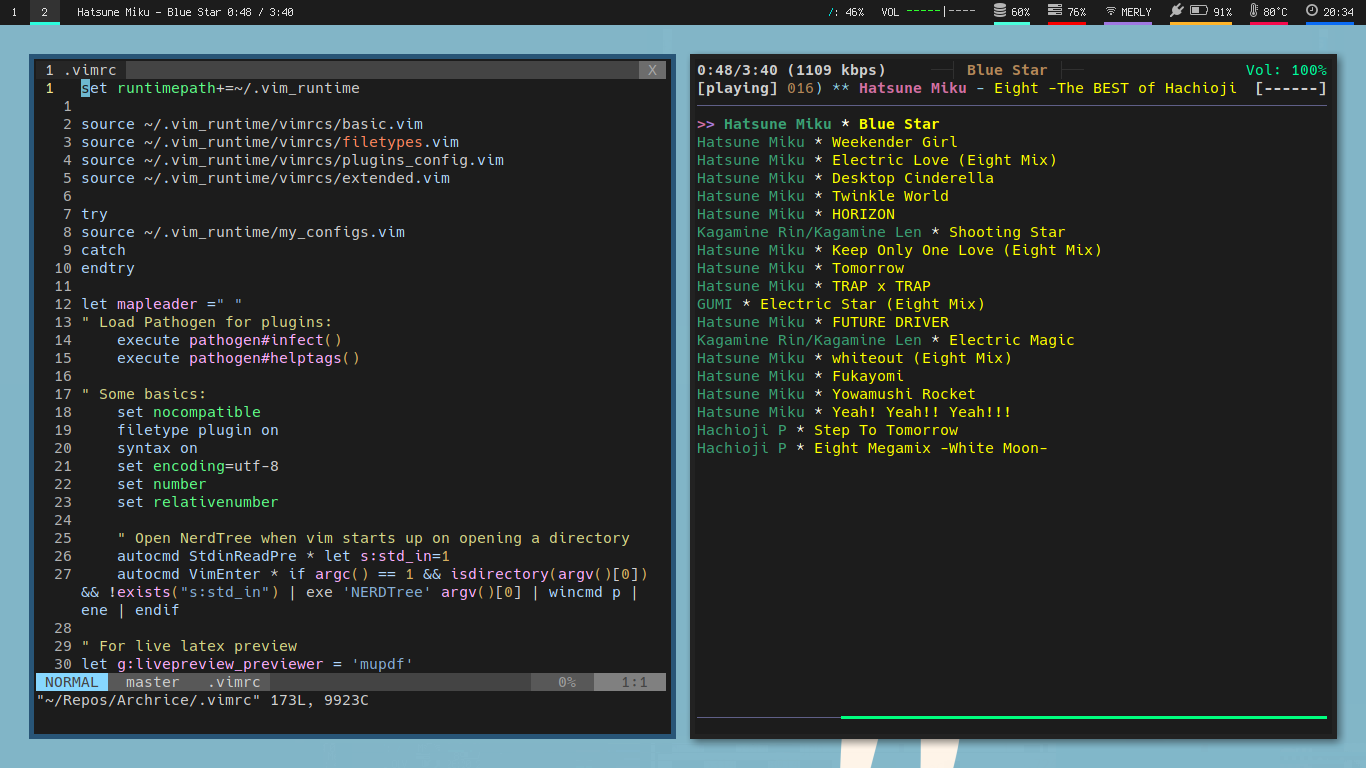 1 2 Hatsune Miku - Blue Star 0:48 / 3:40 /: 46% VOL -----|---- 60% 76% MERLY 91% 80°C 20:34
1 .vimrc X
1 set runtimepath+=~/.vim_runtime
1
2 source ~/.vim_runtime/vimrcs/basic.vim
3 source ~/.vim_runtime/vimrcs/filetypes.vim
4 source ~/.vim_runtime/vimrcs/plugins_config.vim
5 source ~/.vim_runtime/vimrcs/extended.vim
6
7 try
8 source ~/.vim_runtime/my_configs.vim
9 catch
10 endtry
11
12 let mapleader =" "
13 " Load Pathogen for plugins:
14 execute pathogen#infect()
15 execute pathogen#helptags()
16
17 " Some basics:
18 set nocompatible
19 filetype plugin on
20 syntax on
21 set encoding=utf-8
22 set number
23 set relativenumber
24
25 " Open NerdTree when vim starts up on opening a directory
26 autocmd StdinReadPre * let s:std_in=1
27 autocmd VimEnter * if argc() == 1 && isdirectory(argv()[0])
&& !exists("s:std_in") | exe 'NERDTree' argv()[0] | wincmd p |
ene | endif
28
29 " For live latex preview
30 let g:livepreview_previewer = 'mupdf'
NORMAL master .vimrc 0% 1:1
"~/Repos/Archrice/.vimrc" 173L, 9923C
0:48/3:40 (1109 kbps) Blue Star Vol: 100%
[playing] 016) ** Hatsune Miku - Eight -The BEST of Hachioji [------]
>> Hatsune Miku * Blue Star
Hatsune Miku * Weekender Girl
Hatsune Miku * Electric Love (Eight Mix)
Hatsune Miku * Desktop Cinderella
Hatsune Miku * Twinkle World
Hatsune Miku * HORIZON
Kagamine Rin/Kagamine Len * Shooting Star
Hatsune Miku * Keep Only One Love (Eight Mix)
Hatsune Miku * Tomorrow
Hatsune Miku * TRAP x TRAP
GUMI * Electric Star (Eight Mix)
Hatsune Miku * FUTURE DRIVER
Kagamine Rin/Kagamine Len * Electric Magic
Hatsune Miku * whiteout (Eight Mix)
Hatsune Miku * Fukayomi
Hatsune Miku * Yowamushi Rocket
Hatsune Miku * Yeah! Yeah!! Yeah!!!
Hachioji P * Step To Tomorrow
Hachioji P * Eight Megamix -White Moon-